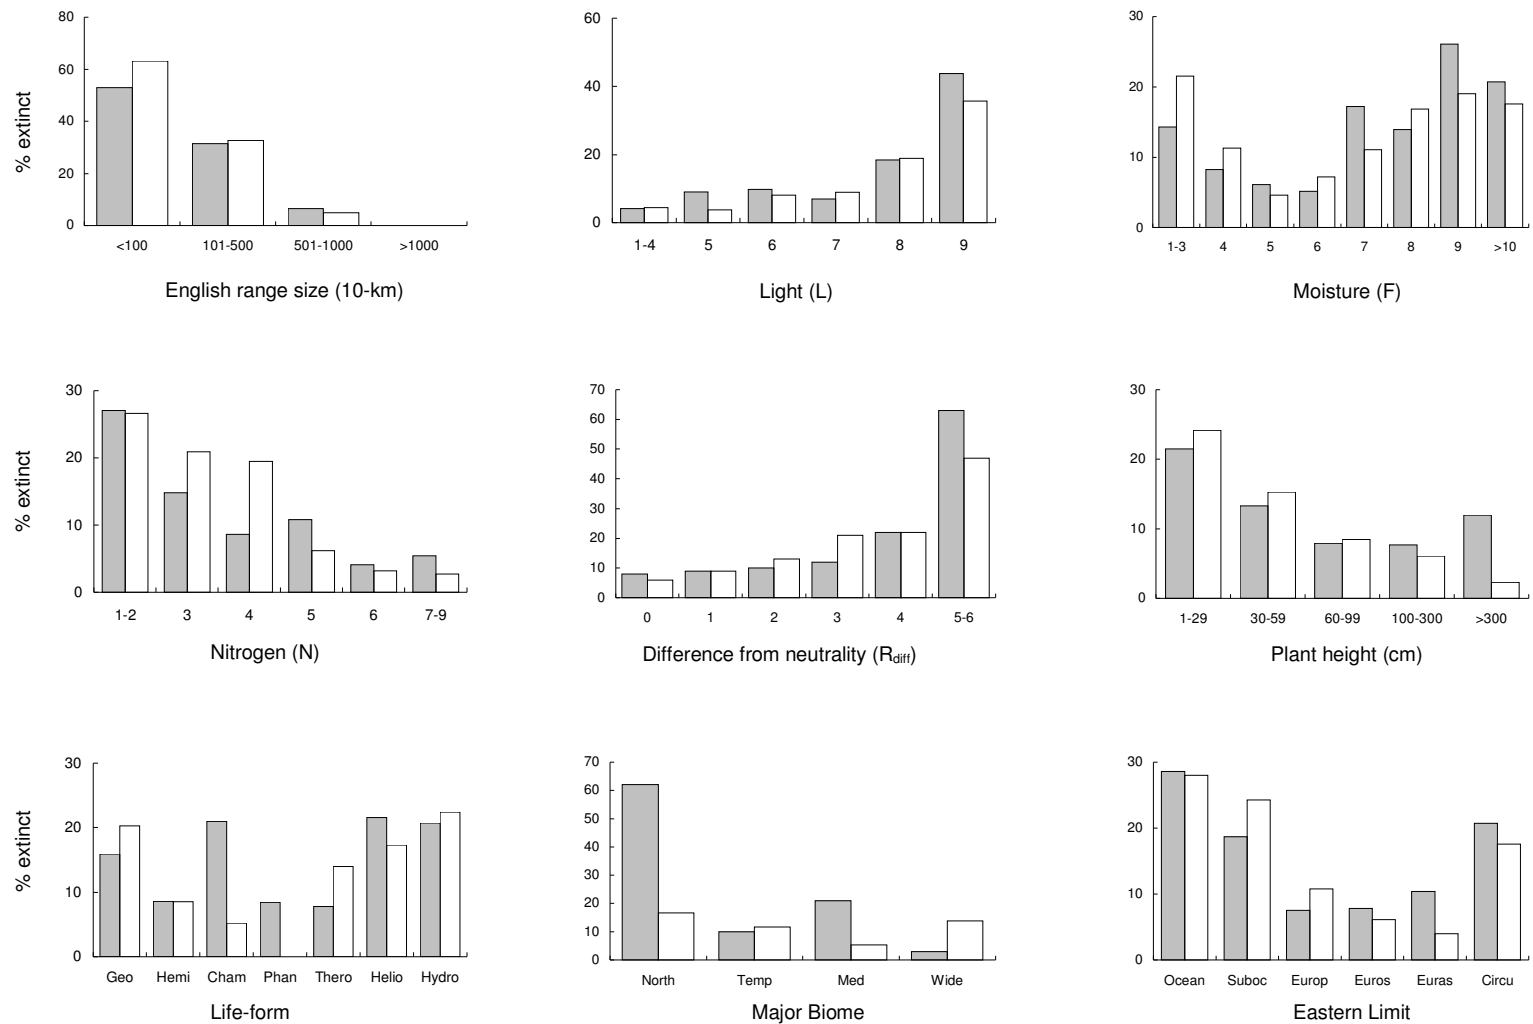 80
60
40
20
0
% extinct
<100 101-500 501-1000 >1000
English range size (10-km)
60
40
20
0
1-4 5 6 7 8 9
Light (L)
30
20
10
0
1-3 4 5 6 7 8 9 >10
Moisture (F)
30
20
10
0
% extinct
1-2 3 4 5 6 7-9
Nitrogen (N)
70
60
50
40
30
20
10
0
0 1 2 3 4 5-6
Difference from neutrality (Rdiff)
30
20
10
0
1-29 30-59 60-99 100-300 >300
Plant height (cm)
30
20
10
0
% extinct
Geo Hemi Cham Phan Thero Helio Hydro
Life-form
70
60
50
40
30
20
10
0
North Temp Med Wide
Major Biome
30
20
10
0
Ocean Suboc Europ Euros Euras Circu
Eastern Limit